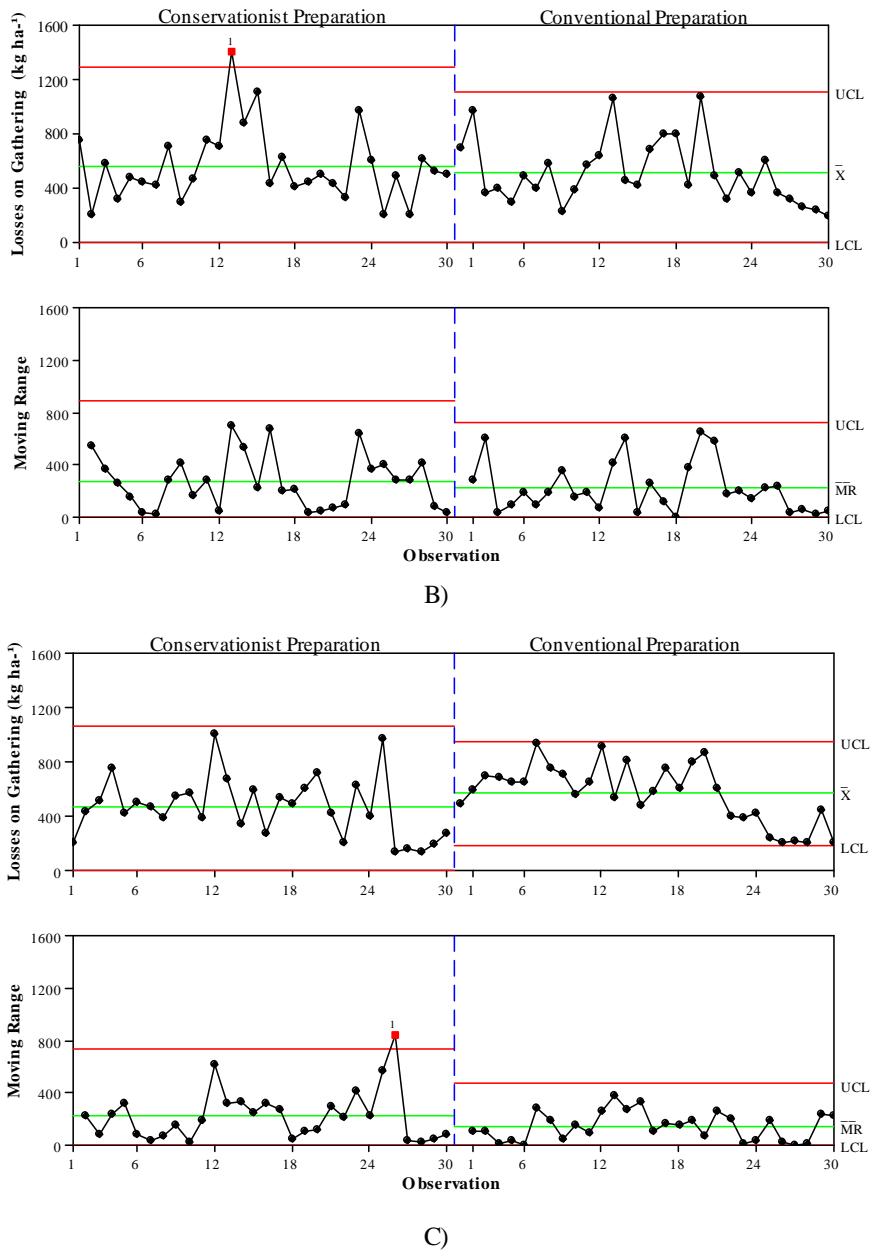 Conservationist Preparation Conventional Preparation
Losses on Gathering (kg ha-¹)
1600
1200
800
400
0
1
UCL
X̄
LCL
1 6 12 18 24 30 1 6 12 18 24 30
Moving Range
1600
1200
800
400
0
UCL
M̄R̄
LCL
1 6 12 18 24 30 1 6 12 18 24 30
Observation
B)
Conservationist Preparation Conventional Preparation
Losses on Gathering (kg ha-¹)
1600
1200
800
400
0
UCL
X̄
LCL
1 6 12 18 24 30 1 6 12 18 24 30
Moving Range
1600
1200
800
400
0
1
UCL
M̄R̄
LCL
1 6 12 18 24 30 1 6 12 18 24 30
Observation
C)